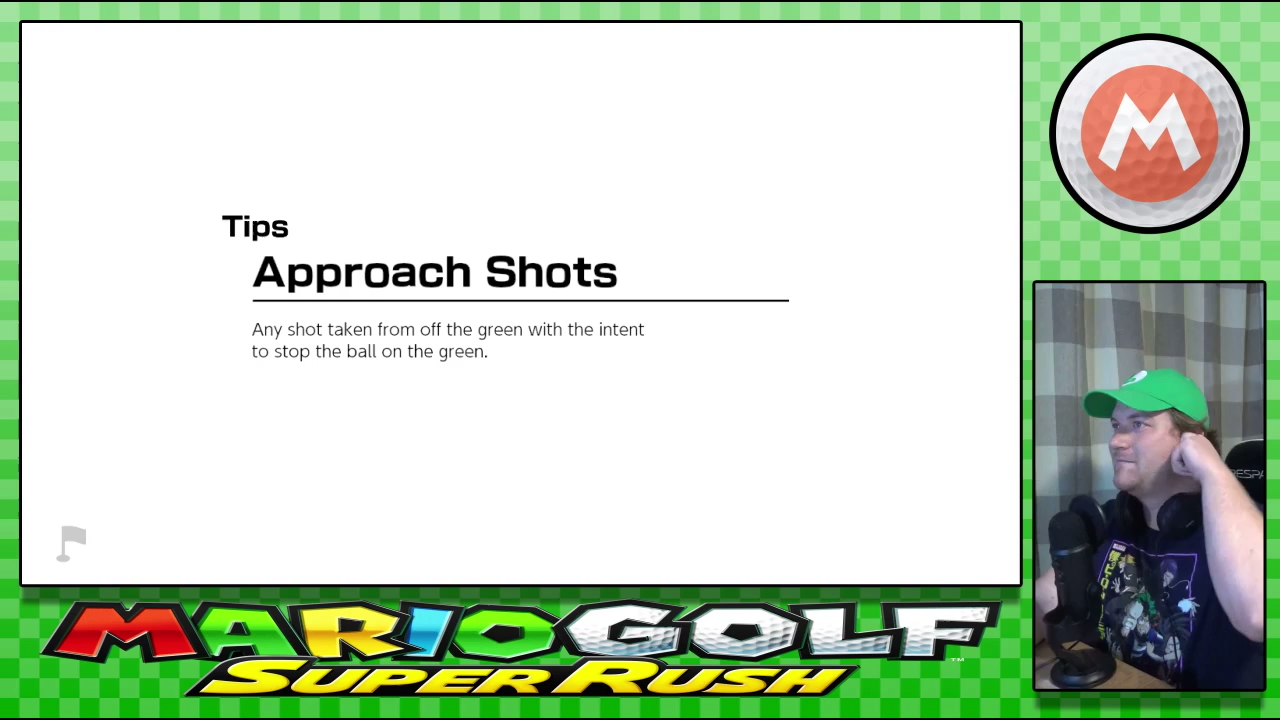 Tips
Approach Shots
Any shot taken from off the green with the intent
to stop the ball on the green.
M
MARIO GOLF
™
SUPER RUSH